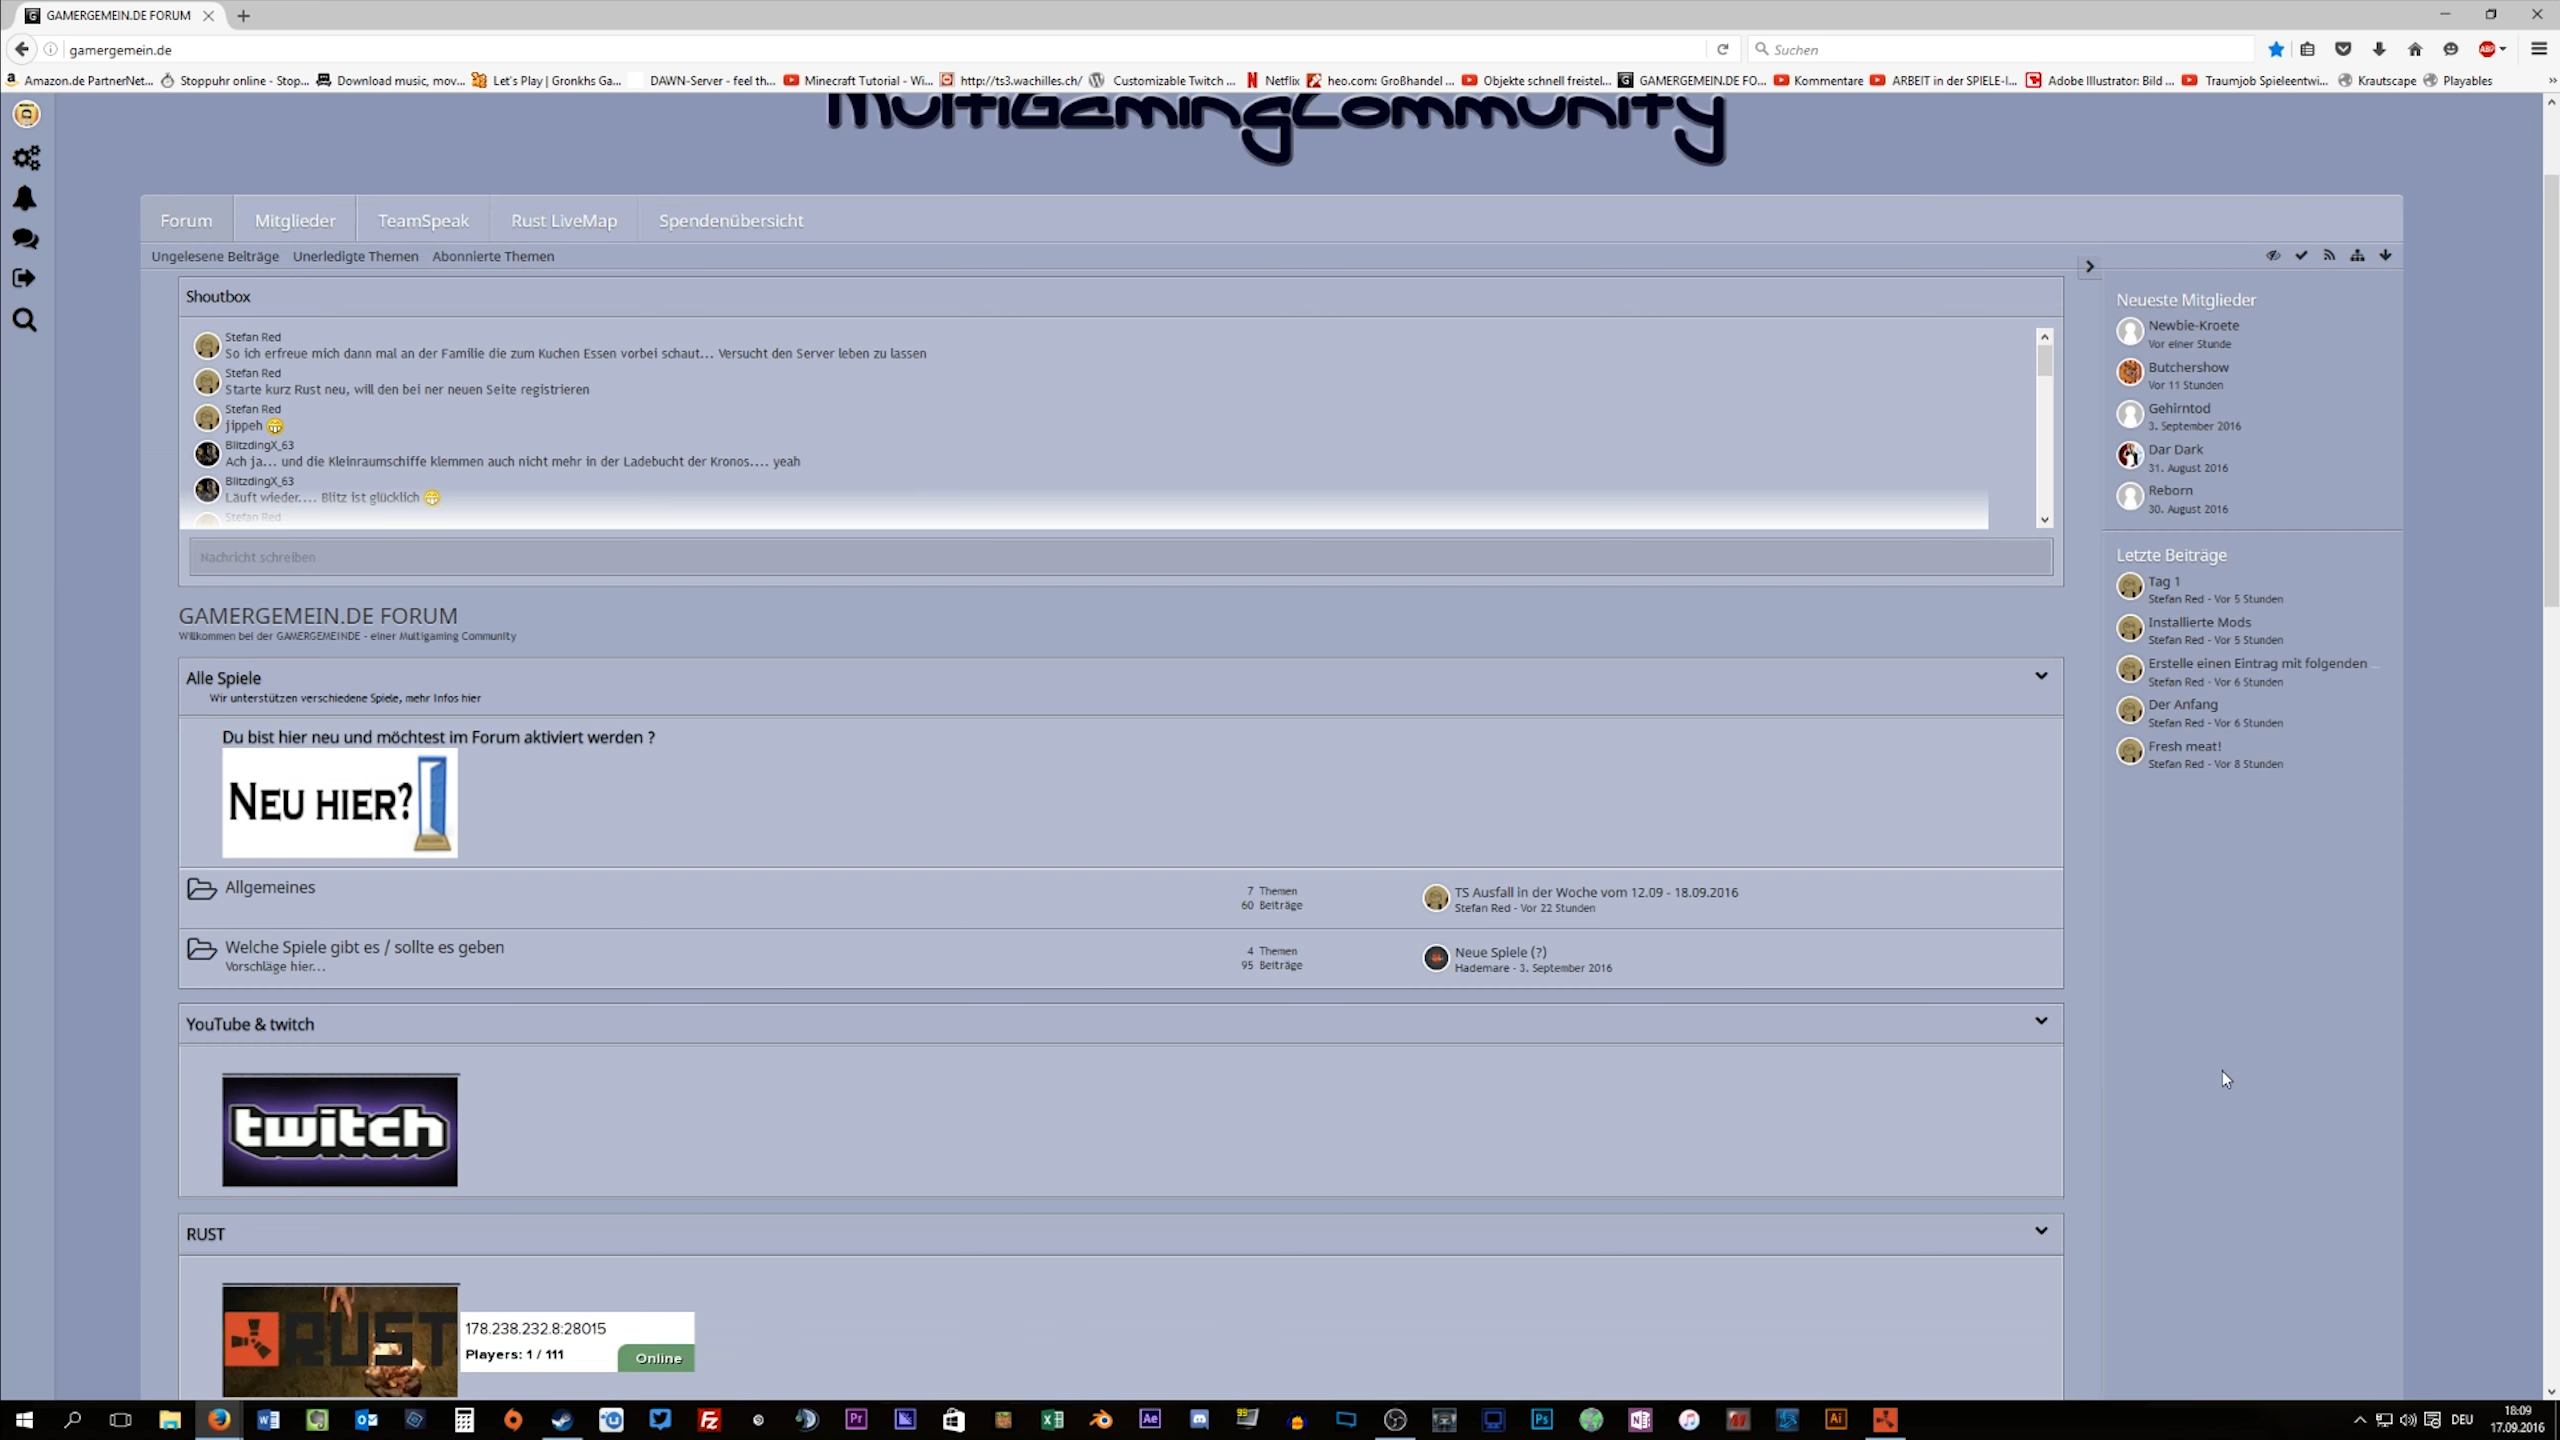 GAMERGEMEIN.DE FORUM
gamergemein.de
Suchen
Amazon.de PartnerNet... Stoppuhr online - Stop... Download music, mov... Let's Play | Gronkhs Ga... DAWN-Server - feel th... Minecraft Tutorial - Wi... http://ts3.wachilles.ch/ Customizable Twitch ... Netflix heo.com: Großhandel ... Objekte schnell freistel... GAMERGEMEIN.DE FO... Kommentare ARBEIT in der SPIELE-I... Adobe Illustrator: Bild ... Traumjob Spieleentwi... Krautscape Playables
MultiGamingCommunity
Forum Mitglieder TeamSpeak Rust LiveMap Spendenübersicht
Ungelesene Beiträge Unerledigte Themen Abonnierte Themen
Shoutbox
Stefan Red
So ich erfreue mich dann mal an der Familie die zum Kuchen Essen vorbei schaut... Versucht den Server leben zu lassen
Stefan Red
Starte kurz Rust neu, will den bei ner neuen Seite registrieren
Stefan Red
jippeh
BlitzdingX_63
Ach ja... und die Kleinraumschiffe klemmen auch nicht mehr in der Ladebucht der Kronos.... yeah
BlitzdingX_63
Läuft wieder.... Blitz ist glücklich
Stefan Red
Nachricht schreiben
GAMERGEMEIN.DE FORUM
Willkommen bei der GAMERGEMEINDE - einer Multigaming Community
Alle Spiele
Wir unterstützen verschiedene Spiele, mehr Infos hier
Du bist hier neu und möchtest im Forum aktiviert werden ?
NEU HIER?
Allgemeines
7 Themen
60 Beiträge
TS Ausfall in der Woche vom 12.09 - 18.09.2016
Stefan Red - Vor 22 Stunden
Welche Spiele gibt es / sollte es geben
Vorschläge hier...
4 Themen
95 Beiträge
Neue Spiele (?)
Hademare - 3. September 2016
YouTube & twitch
twitch
RUST
RUST
178.238.232.8:28015
Players: 1 / 111
Online
Neueste Mitglieder
Newbie-Kroete
Vor einer Stunde
Butchershow
Vor 11 Stunden
Gehirntod
3. September 2016
Dar Dark
31. August 2016
Reborn
30. August 2016
Letzte Beiträge
Tag 1
Stefan Red - Vor 5 Stunden
Installierte Mods
Stefan Red - Vor 5 Stunden
Erstelle einen Eintrag mit folgenden ...
Stefan Red - Vor 6 Stunden
Der Anfang
Stefan Red - Vor 6 Stunden
Fresh meat!
Stefan Red - Vor 8 Stunden
DEU
18:09
17.09.2016